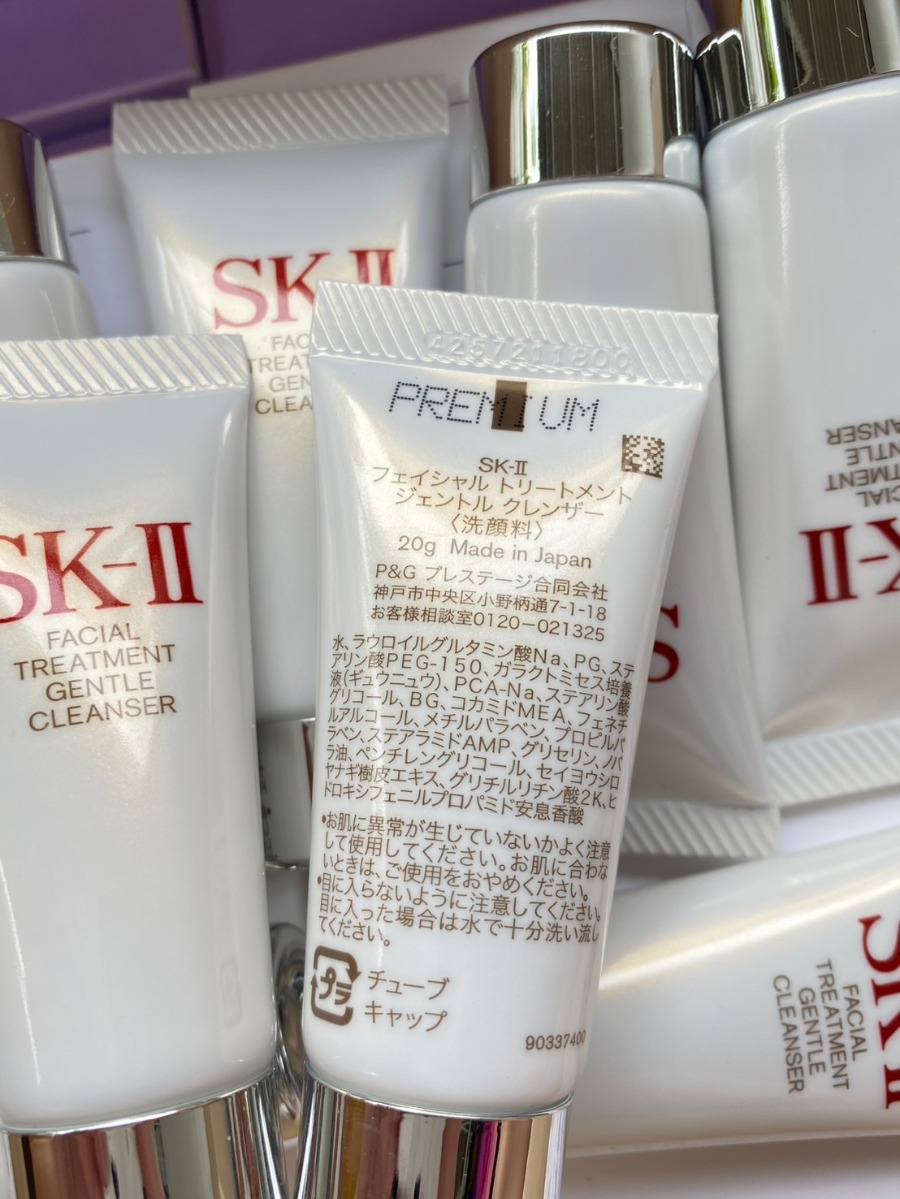 SK-II
FAC
TREAT
GEN
CLEA
SK-II
FACIAL
TREATMENT
GENTLE
CLEANSER
4257211800
PREMIUM
SK-II
フェイシャル トリートメント
ジェントル クレンザー
〈洗顔料〉
20g Made in Japan
P&G プレステージ合同会社
神戸市中央区小野柄通7-1-18
お客様相談室0120-021325
水、ラウロイルグルタミン酸Na、PG、ステ
アリン酸PEG-150、ガラクトミセス培養
液(ギュウニュウ)、PCA-Na、ステアリン酸
グリコール、BG、コカミドMEA、フェネチ
ルアルコール、メチルパラベン、プロピルパ
ラベン、ステアラミドAMP、グリセリン、ノバ
ラ油、ペンチレングリコール、セイヨウシロ
ヤナギ樹皮エキス、グリチルリチン酸2K、ヒ
ドロキシフェニルプロパミド安息香酸
•お肌に異常が生じていないかよく注意
して使用してください。お肌に合わな
いときは、ご使用をおやめください。
•目に入らないように注意してください。
目に入った場合は水で十分洗い流し
てください。
プラ
チューブ
キャップ
90337400
S
K-II
CIAL
TMENT
NTLE
ANSER
SK-II
FACIAL
TREATMENT
GENTLE
CLEANSER